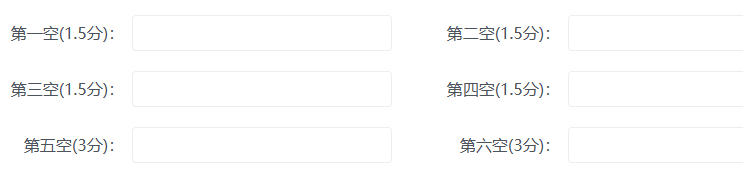 第一空(1.5分)： 第二空(1.5分)：
第三空(1.5分)： 第四空(1.5分)：
第五空(3分)： 第六空(3分)：